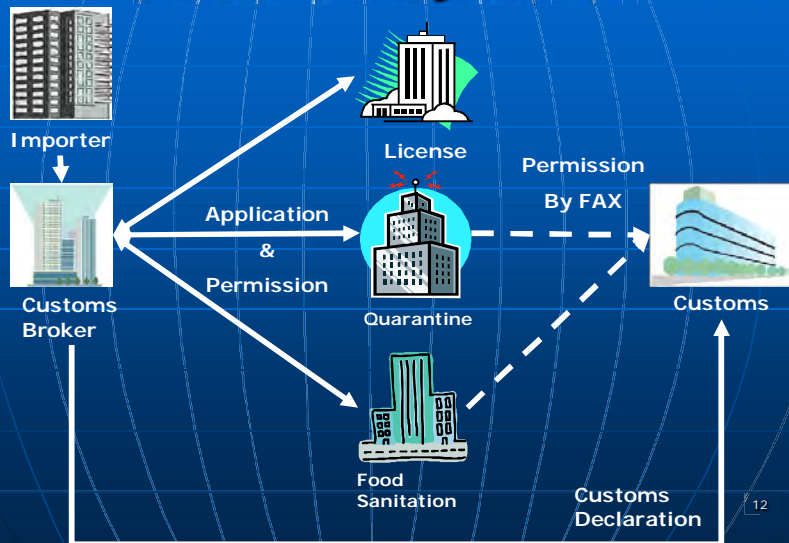 Importer
License
Permission
By FAX
Application
&
Permission
Customs
Broker
Quarantine
Customs
Food
Sanitation
Customs
Declaration
12